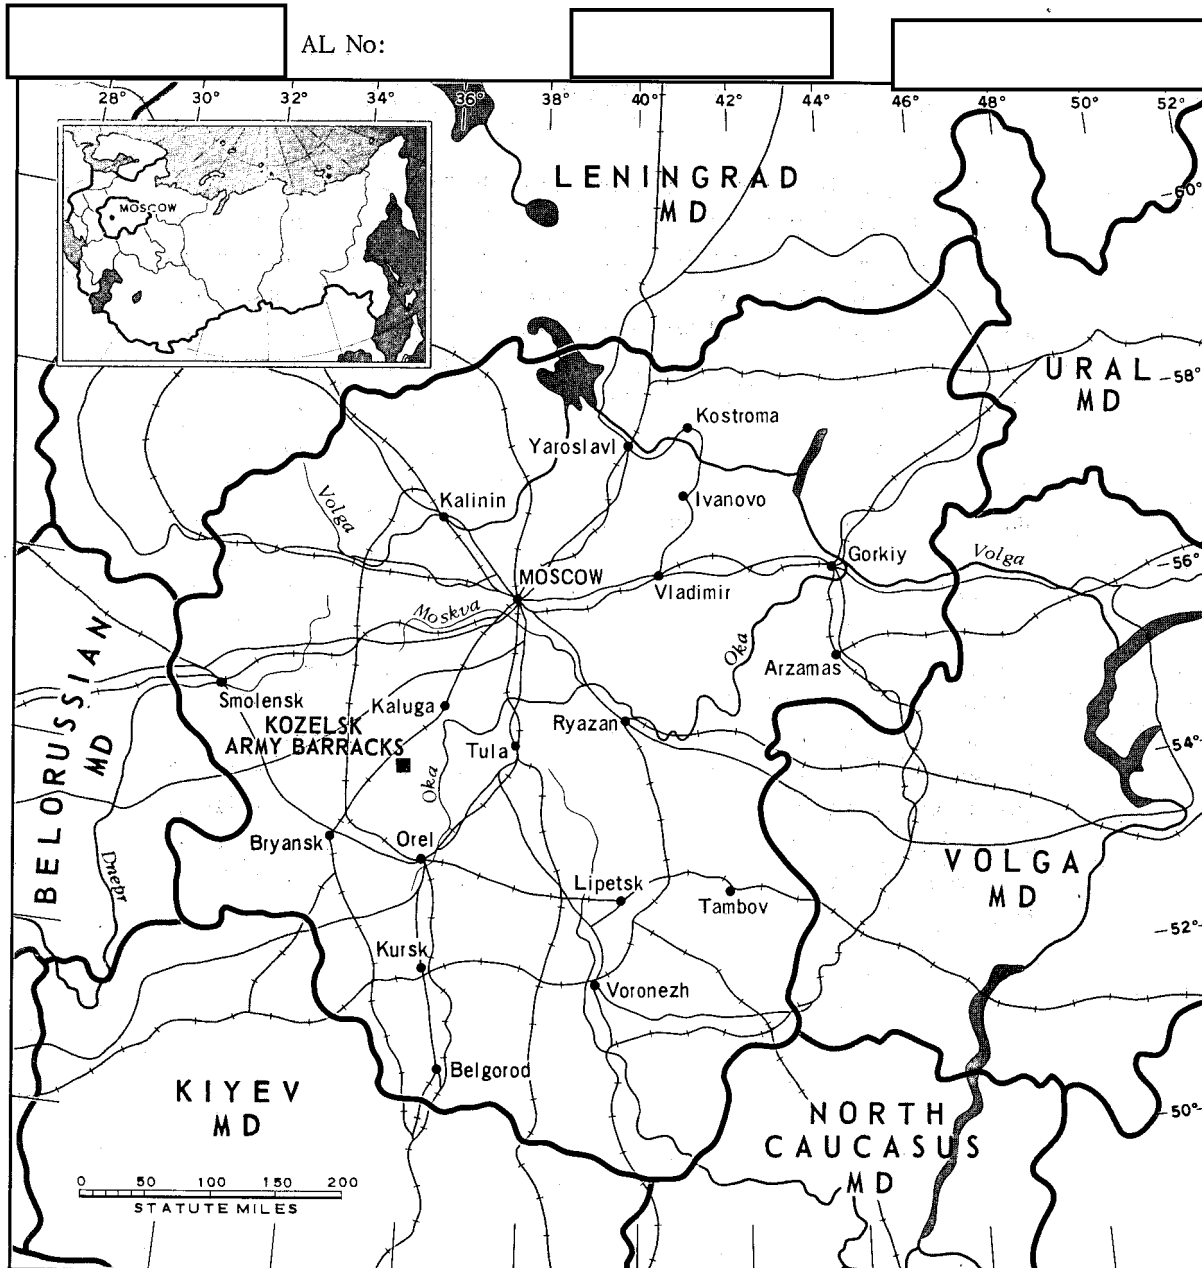 AL No:
28° 30° 32° 34° 36° 38° 40° 42° 44° 46° 48° 50° 52°
MOSCOW
LENINGRAD
MD
60°
URAL
MD
58°
Kostroma
Yaroslavl
Ivanovo
Kalinin
Volga
Gorkiy
Volga
56°
MOSCOW
Vladimir
Moskva
Oka
Arzamas
BELORUSSIAN
MD
Smolensk
Kaluga
KOZELSK
ARMY BARRACKS
Ryazan
Tula
54°
Oka
Bryansk
Orel
Dnepr
VOLGA
MD
Lipetsk
Tambov
52°
Kursk
Voronezh
Belgorod
KIYEV
MD
NORTH
CAUCASUS
MD
50°
0 50 100 150 200
STATUTE MILES